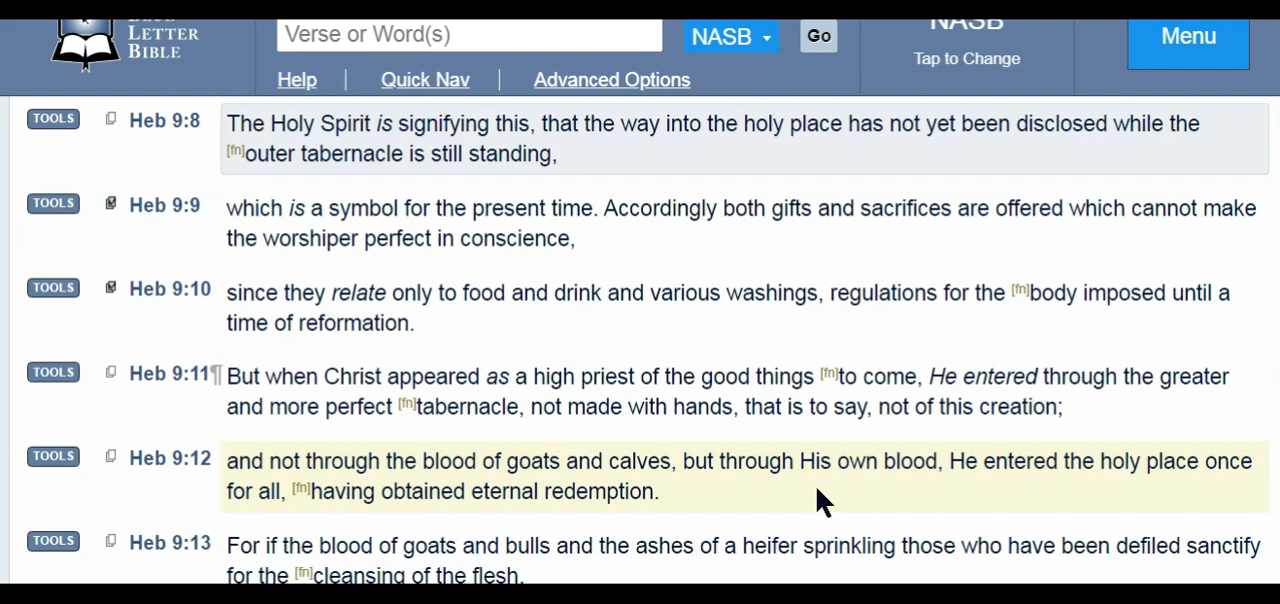 LETTER
BIBLE
Verse or Word(s)
NASB
Go
NASB
Tap to Change
Menu
Help | Quick Nav | Advanced Options
TOOLS Heb 9:8 The Holy Spirit is signifying this, that the way into the holy place has not yet been disclosed while the
[fn]outer tabernacle is still standing,
TOOLS Heb 9:9 which is a symbol for the present time. Accordingly both gifts and sacrifices are offered which cannot make
the worshiper perfect in conscience,
TOOLS Heb 9:10 since they relate only to food and drink and various washings, regulations for the [fn]body imposed until a
time of reformation.
TOOLS Heb 9:11¶ But when Christ appeared as a high priest of the good things [fn]to come, He entered through the greater
and more perfect [fn]tabernacle, not made with hands, that is to say, not of this creation;
TOOLS Heb 9:12 and not through the blood of goats and calves, but through His own blood, He entered the holy place once
for all, [fn]having obtained eternal redemption.
TOOLS Heb 9:13 For if the blood of goats and bulls and the ashes of a heifer sprinkling those who have been defiled sanctify
for the [fn]cleansing of the flesh,